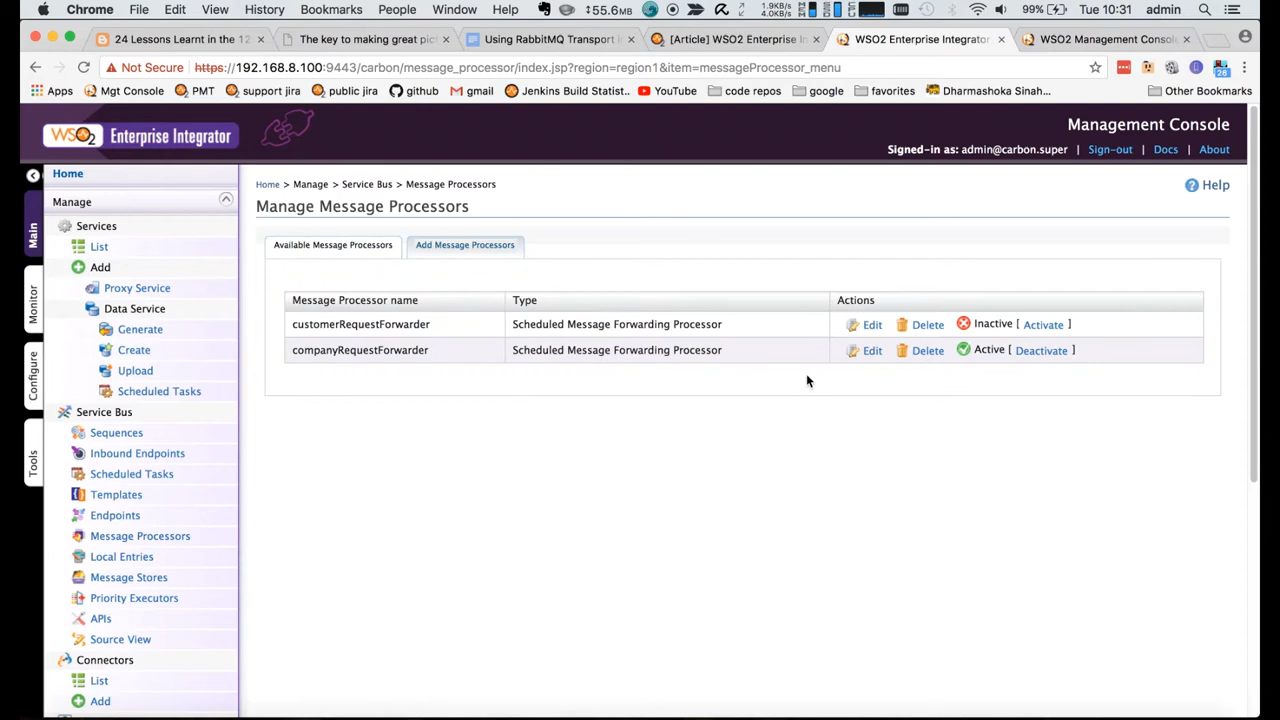 Chrome File Edit View History Bookmarks People Window Help 55.6m 1.9KB/s 4.0KB/s 99% Tue 10:31 admin
24 Lessons Learnt in the 12 The key to making great pic Using RabbitMQ Transport in [Article] WSO2 Enterprise I WSO2 Enterprise Integrator WSO2 Management Console
Not Secure https://192.168.8.100:9443/carbon/message_processor/index.jsp?region=region1&item=messageProcessor_menu
Apps Mgt Console PMT support jira public jira github gmail Jenkins Build Statist.. YouTube code repos google favorites Dharmashoka Sinah... Other Bookmarks
26
WSO2 Enterprise Integrator
Management Console
Signed-in as: admin@carbon.super | Sign-out | Docs | About
Main
Monitor
Configure
Tools
Home
Manage
Services
List
Add
Proxy Service
Data Service
Generate
Create
Upload
Scheduled Tasks
Service Bus
Sequences
Inbound Endpoints
Scheduled Tasks
Templates
Endpoints
Message Processors
Local Entries
Message Stores
Priority Executors
APIs
Source View
Connectors
List
Add
Home > Manage > Service Bus > Message Processors
Help
Manage Message Processors
Available Message Processors Add Message Processors
Message Processor name Type Actions
customerRequestForwarder Scheduled Message Forwarding Processor Edit Delete Inactive [ Activate ]
companyRequestForwarder Scheduled Message Forwarding Processor Edit Delete Active [ Deactivate ]